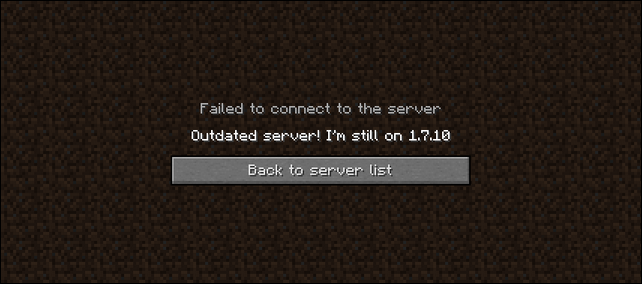 Failed to connect to the server
Outdated server! I'm still on 1.7.10
Back to server list